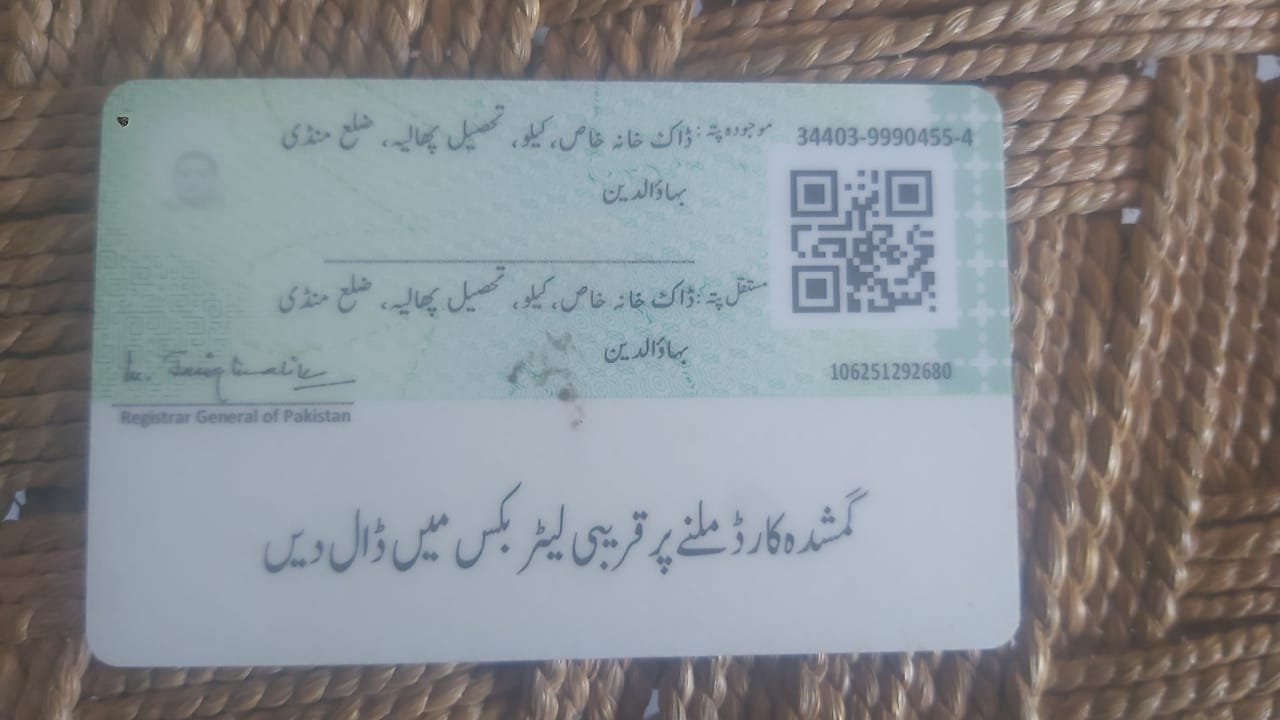 34403-9990455-4
موجودہ پتہ: ڈاک خانہ خاص، کیلو، تحصیل پھالیہ، ضلع منڈی
بہاؤالدین
مستقل پتہ: ڈاک خانہ خاص، کیلو، تحصیل پھالیہ، ضلع منڈی
بہاؤالدین
106251292680
Registrar General of Pakistan
گمشدہ کارڈ ملنے پر قریبی لیٹر بکس میں ڈال دیں